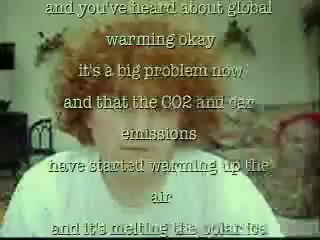 and you've heard about global
warming okay
it's a big problem now
and that the CO2 and car
emissions
have started warming up the
air
and it's melting the polar ice